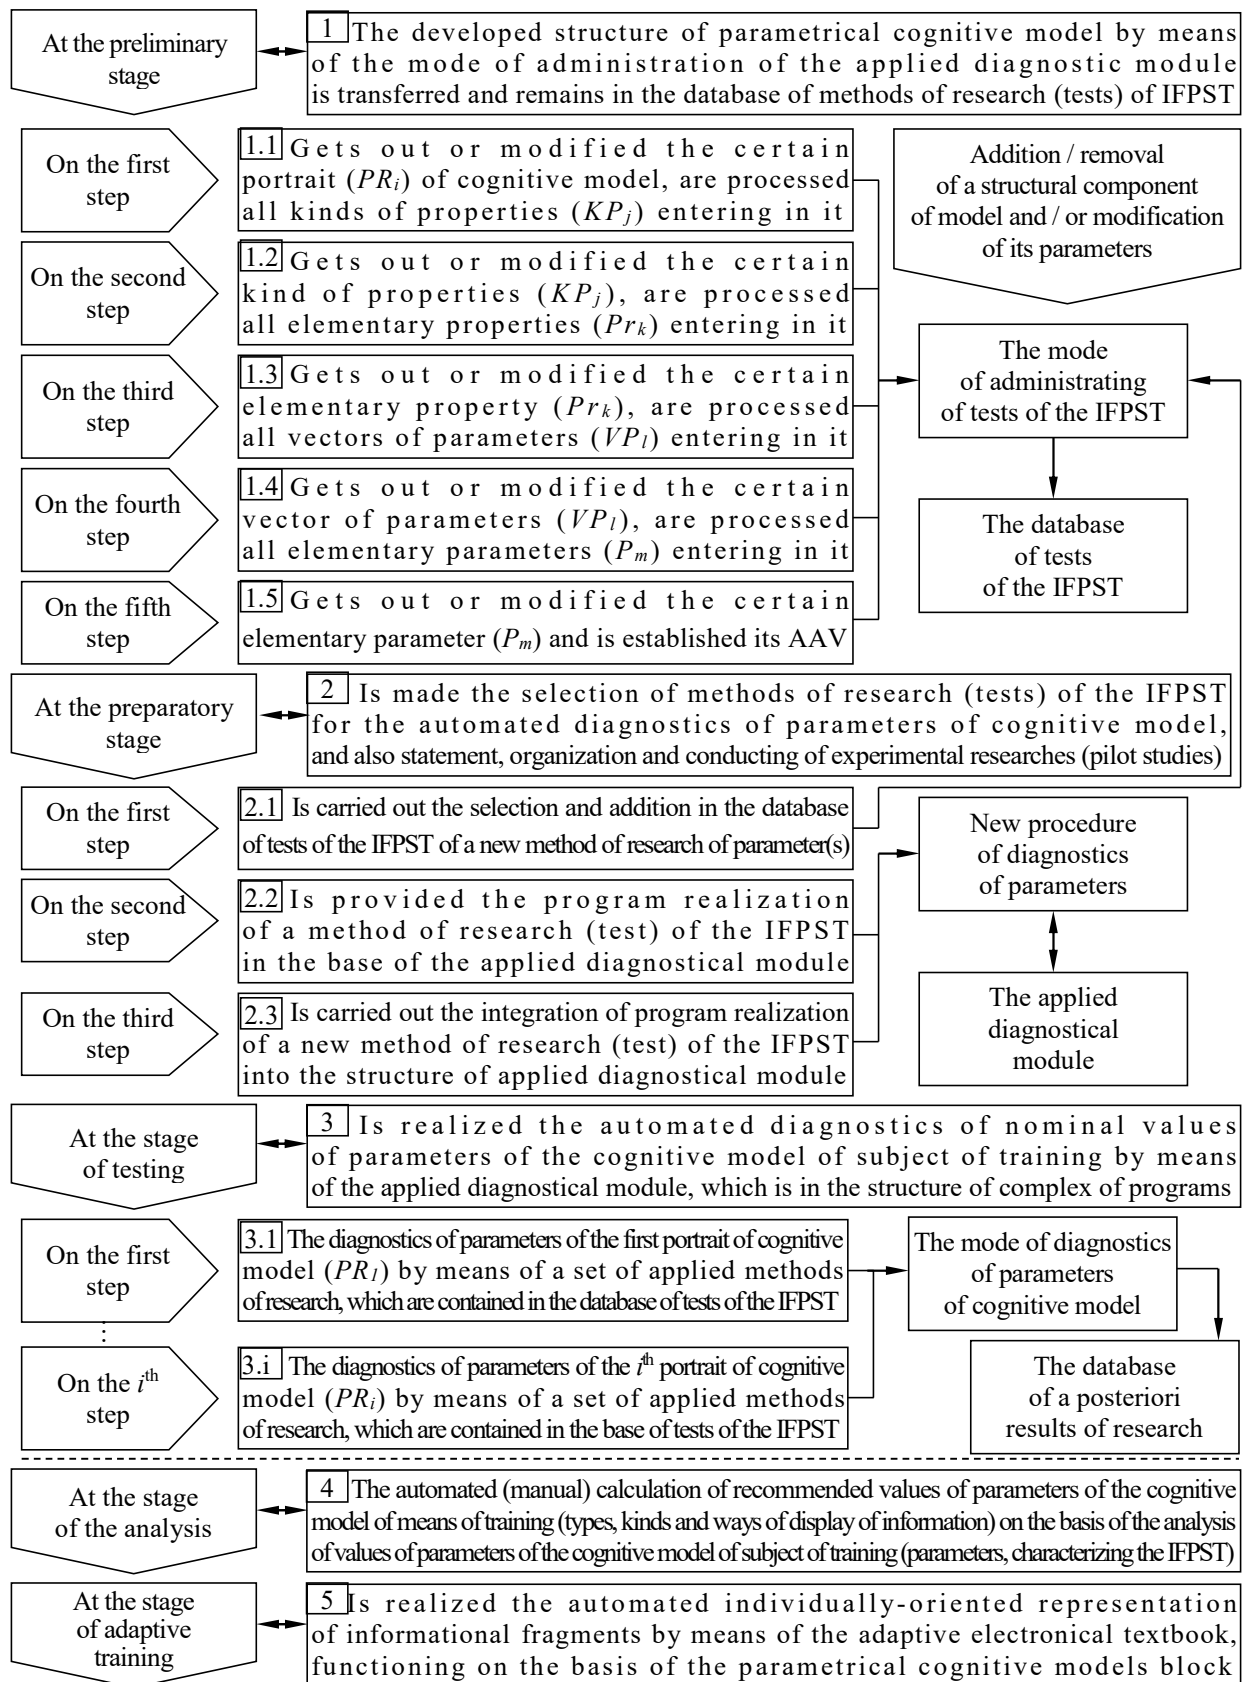 At the preliminary
stage
1 The developed structure of parametrical cognitive model by means
of the mode of administration of the applied diagnostic module
is transferred and remains in the database of methods of research (tests) of IFPST
On the first
step
1.1 Gets out or modified the certain
portrait (PRi) of cognitive model, are processed
all kinds of properties (KPj) entering in it
Addition / removal
of a structural component
of model and / or modification
of its parameters
On the second
step
1.2 Gets out or modified the certain
kind of properties (KPj), are processed
all elementary properties (Prk) entering in it
On the third
step
1.3 Gets out or modified the certain
elementary property (Prk), are processed
all vectors of parameters (VPl) entering in it
The mode
of administrating
of tests of the IFPST
On the fourth
step
1.4 Gets out or modified the certain
vector of parameters (VPl), are processed
all elementary parameters (Pm) entering in it
The database
of tests
of the IFPST
On the fifth
step
1.5 Gets out or modified the certain
elementary parameter (Pm) and is established its AAV
At the preparatory
stage
2 Is made the selection of methods of research (tests) of the IFPST
for the automated diagnostics of parameters of cognitive model,
and also statement, organization and conducting of experimental researches (pilot studies)
On the first
step
2.1 Is carried out the selection and addition in the database
of tests of the IFPST of a new method of research of parameter(s)
New procedure
of diagnostics
of parameters
On the second
step
2.2 Is provided the program realization
of a method of research (test) of the IFPST
in the base of the applied diagnostical module
On the third
step
2.3 Is carried out the integration of program realization
of a new method of research (test) of the IFPST
into the structure of applied diagnostical module
The applied
diagnostical
module
At the stage
of testing
3 Is realized the automated diagnostics of nominal values
of parameters of the cognitive model of subject of training by means
of the applied diagnostical module, which is in the structure of complex of programs
On the first
step
3.1 The diagnostics of parameters of the first portrait of cognitive
model (PR1) by means of a set of applied methods
of research, which are contained in the database of tests of the IFPST
The mode of diagnostics
of parameters
of cognitive model
⋮
On the ith
step
3.i The diagnostics of parameters of the ith portrait of cognitive
model (PRi) by means of a set of applied methods
of research, which are contained in the base of tests of the IFPST
The database
of a posteriori
results of research
At the stage
of the analysis
4 The automated (manual) calculation of recommended values of parameters of the cognitive
model of means of training (types, kinds and ways of display of information) on the basis of the analysis
of values of parameters of the cognitive model of subject of training (parameters, characterizing the IFPST)
At the stage
of adaptive
training
5 Is realized the automated individually-oriented representation
of informational fragments by means of the adaptive electronical textbook,
functioning on the basis of the parametrical cognitive models block